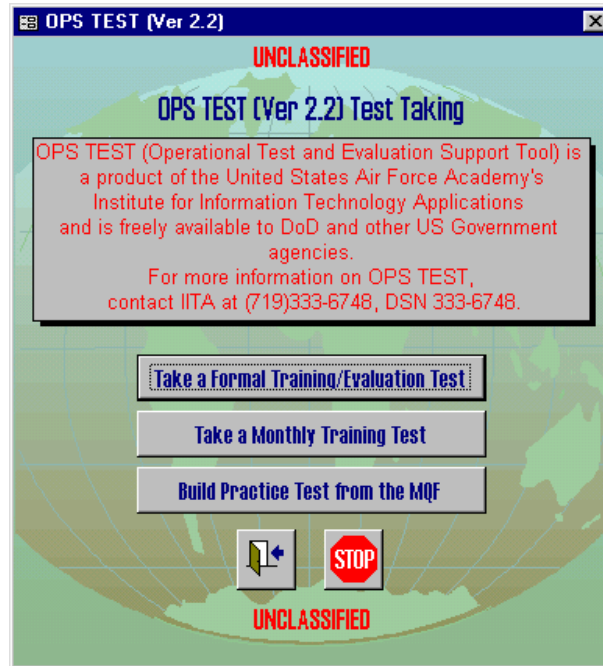 OPS TEST (Ver 2.2)
UNCLASSIFIED
OPS TEST (Ver 2.2) Test Taking
OPS TEST (Operational Test and Evaluation Support Tool) is
a product of the United States Air Force Academy's
Institute for Information Technology Applications
and is freely available to DoD and other US Government
agencies.
For more information on OPS TEST,
contact IITA at (719)333-6748, DSN 333-6748.
Take a Formal Training/Evaluation Test
Take a Monthly Training Test
Build Practice Test from the MQF
STOP
UNCLASSIFIED